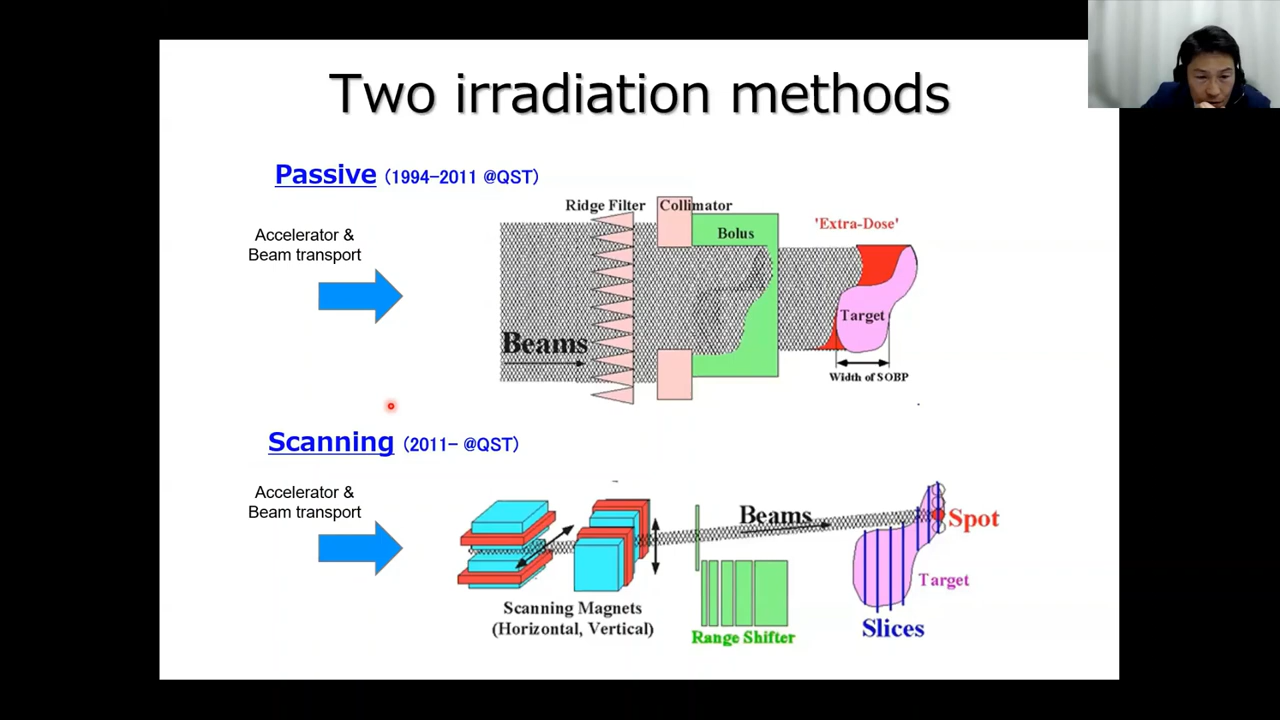 Two irradiation methods
Passive (1994-2011 @QST)
Accelerator &
Beam transport
Ridge Filter
Collimator
Bolus
'Extra-Dose'
Beams
Target
Width of SOBP
Scanning (2011- @QST)
Accelerator &
Beam transport
Beams
Spot
Target
Scanning Magnets
(Horizontal, Vertical)
Range Shifter
Slices